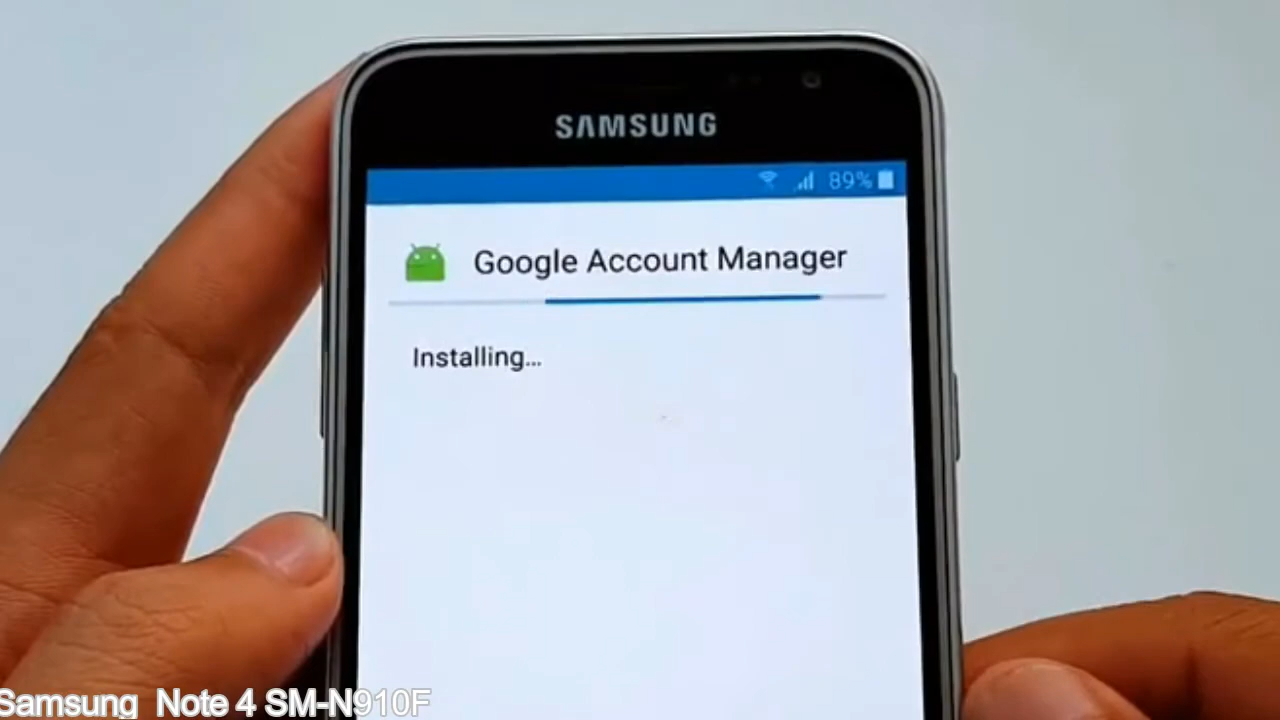 SAMSUNG
89%
Google Account Manager
Installing...
Samsung Note 4 SM-N910F